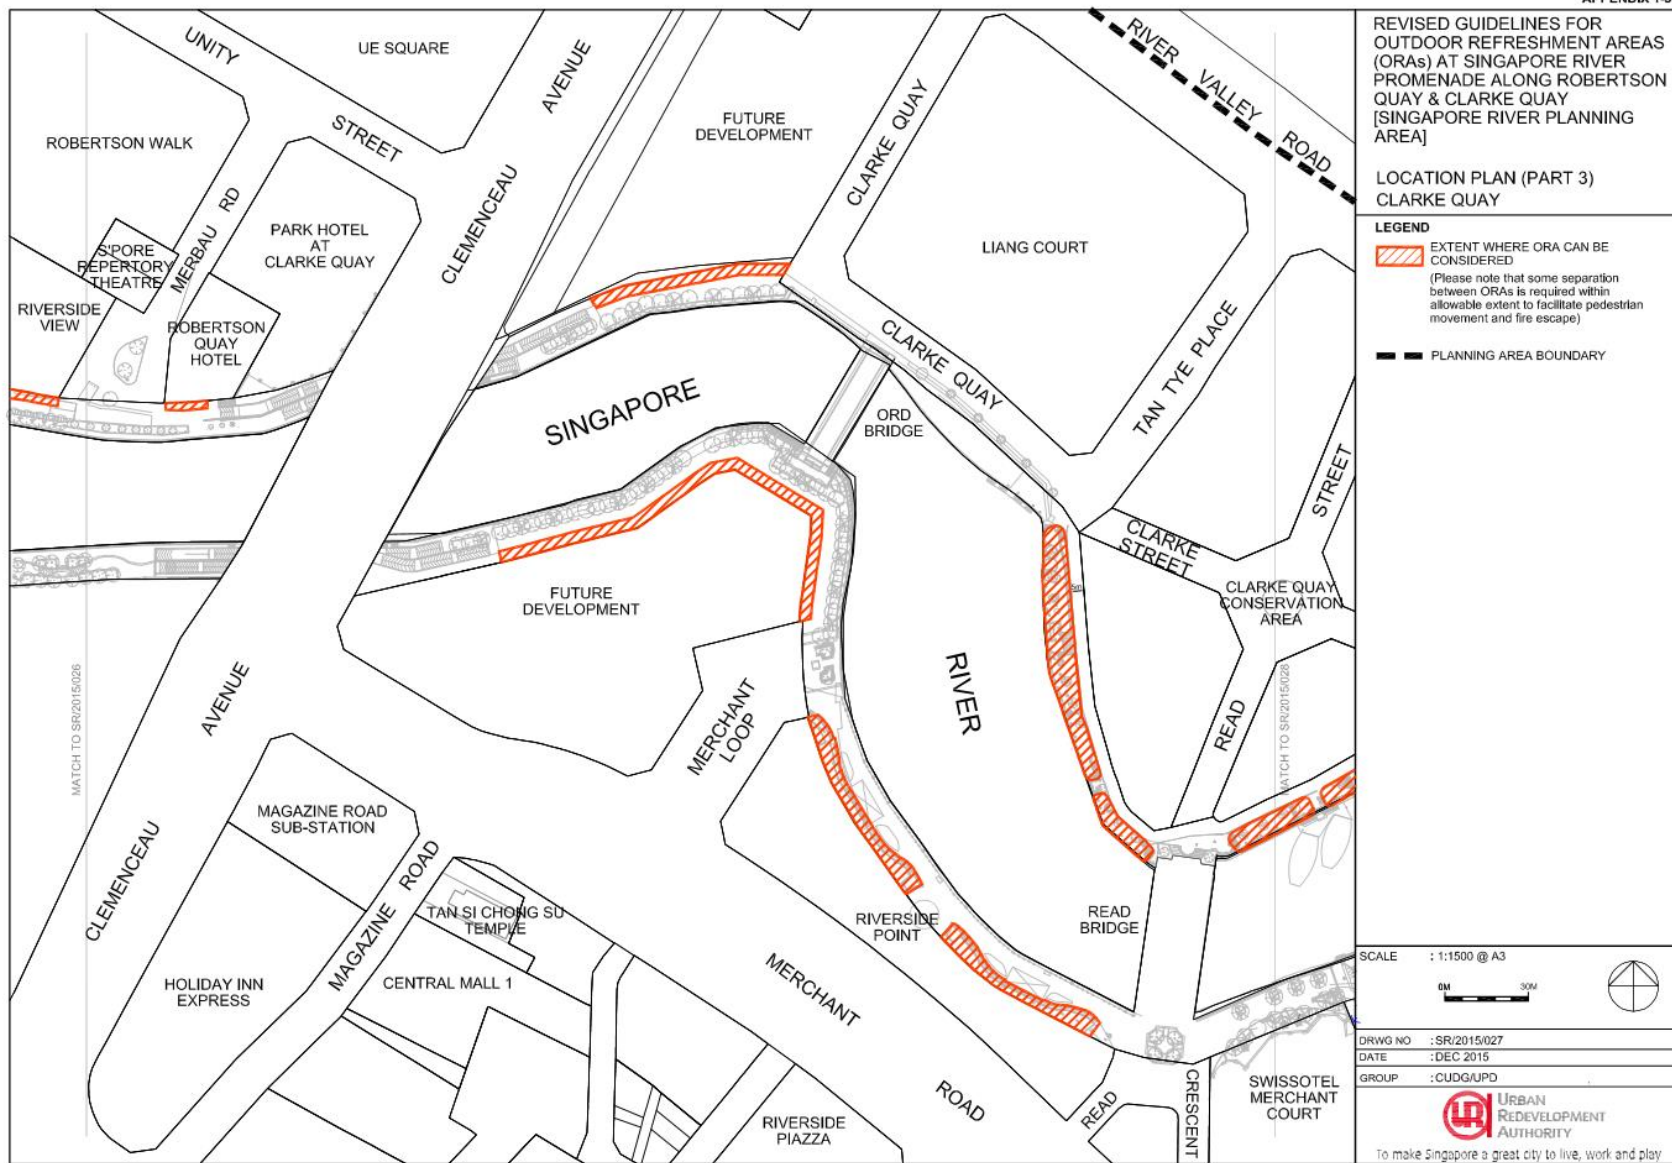 REVISED GUIDELINES FOR
OUTDOOR REFRESHMENT AREAS
(ORAs) AT SINGAPORE RIVER
PROMENADE ALONG ROBERTSON
QUAY & CLARKE QUAY
[SINGAPORE RIVER PLANNING
AREA]
LOCATION PLAN (PART 3)
CLARKE QUAY
LEGEND
EXTENT WHERE ORA CAN BE
CONSIDERED
(Please note that some separation
between ORAs is required within
allowable extent to facilitate pedestrian
movement and fire escape)
PLANNING AREA BOUNDARY
UNITY
STREET
UE SQUARE
CLEMENCEAU
AVENUE
FUTURE
DEVELOPMENT
CLARKE QUAY
RIVER
VALLEY
ROAD
ROBERTSON WALK
MERBAU RD
PARK HOTEL
AT
CLARKE QUAY
S'PORE
REPERTORY
THEATRE
RIVERSIDE
VIEW
ROBERTSON
QUAY
HOTEL
LIANG COURT
CLARKE QUAY
TAN TYE PLACE
SINGAPORE
ORD
BRIDGE
STREET
CLARKE
STREET
CLARKE QUAY
CONSERVATION
AREA
FUTURE
DEVELOPMENT
RIVER
READ
MATCH TO SR/2015/026
MATCH TO SR/2015/028
CLEMENCEAU
AVENUE
MERCHANT
LOOP
MAGAZINE ROAD
SUB-STATION
MAGAZINE ROAD
TAN SI CHONG SU
TEMPLE
RIVERSIDE
POINT
READ
BRIDGE
HOLIDAY INN
EXPRESS
CENTRAL MALL 1
MERCHANT
ROAD
RIVERSIDE
PIAZZA
READ
CRESCENT
SWISSOTEL
MERCHANT
COURT
SCALE : 1:1500 @ A3
0M 30M
DRWG NO : SR/2015/027
DATE : DEC 2015
GROUP : CUDG/UPD
URBAN
REDEVELOPMENT
AUTHORITY
To make Singapore a great city to live, work and play